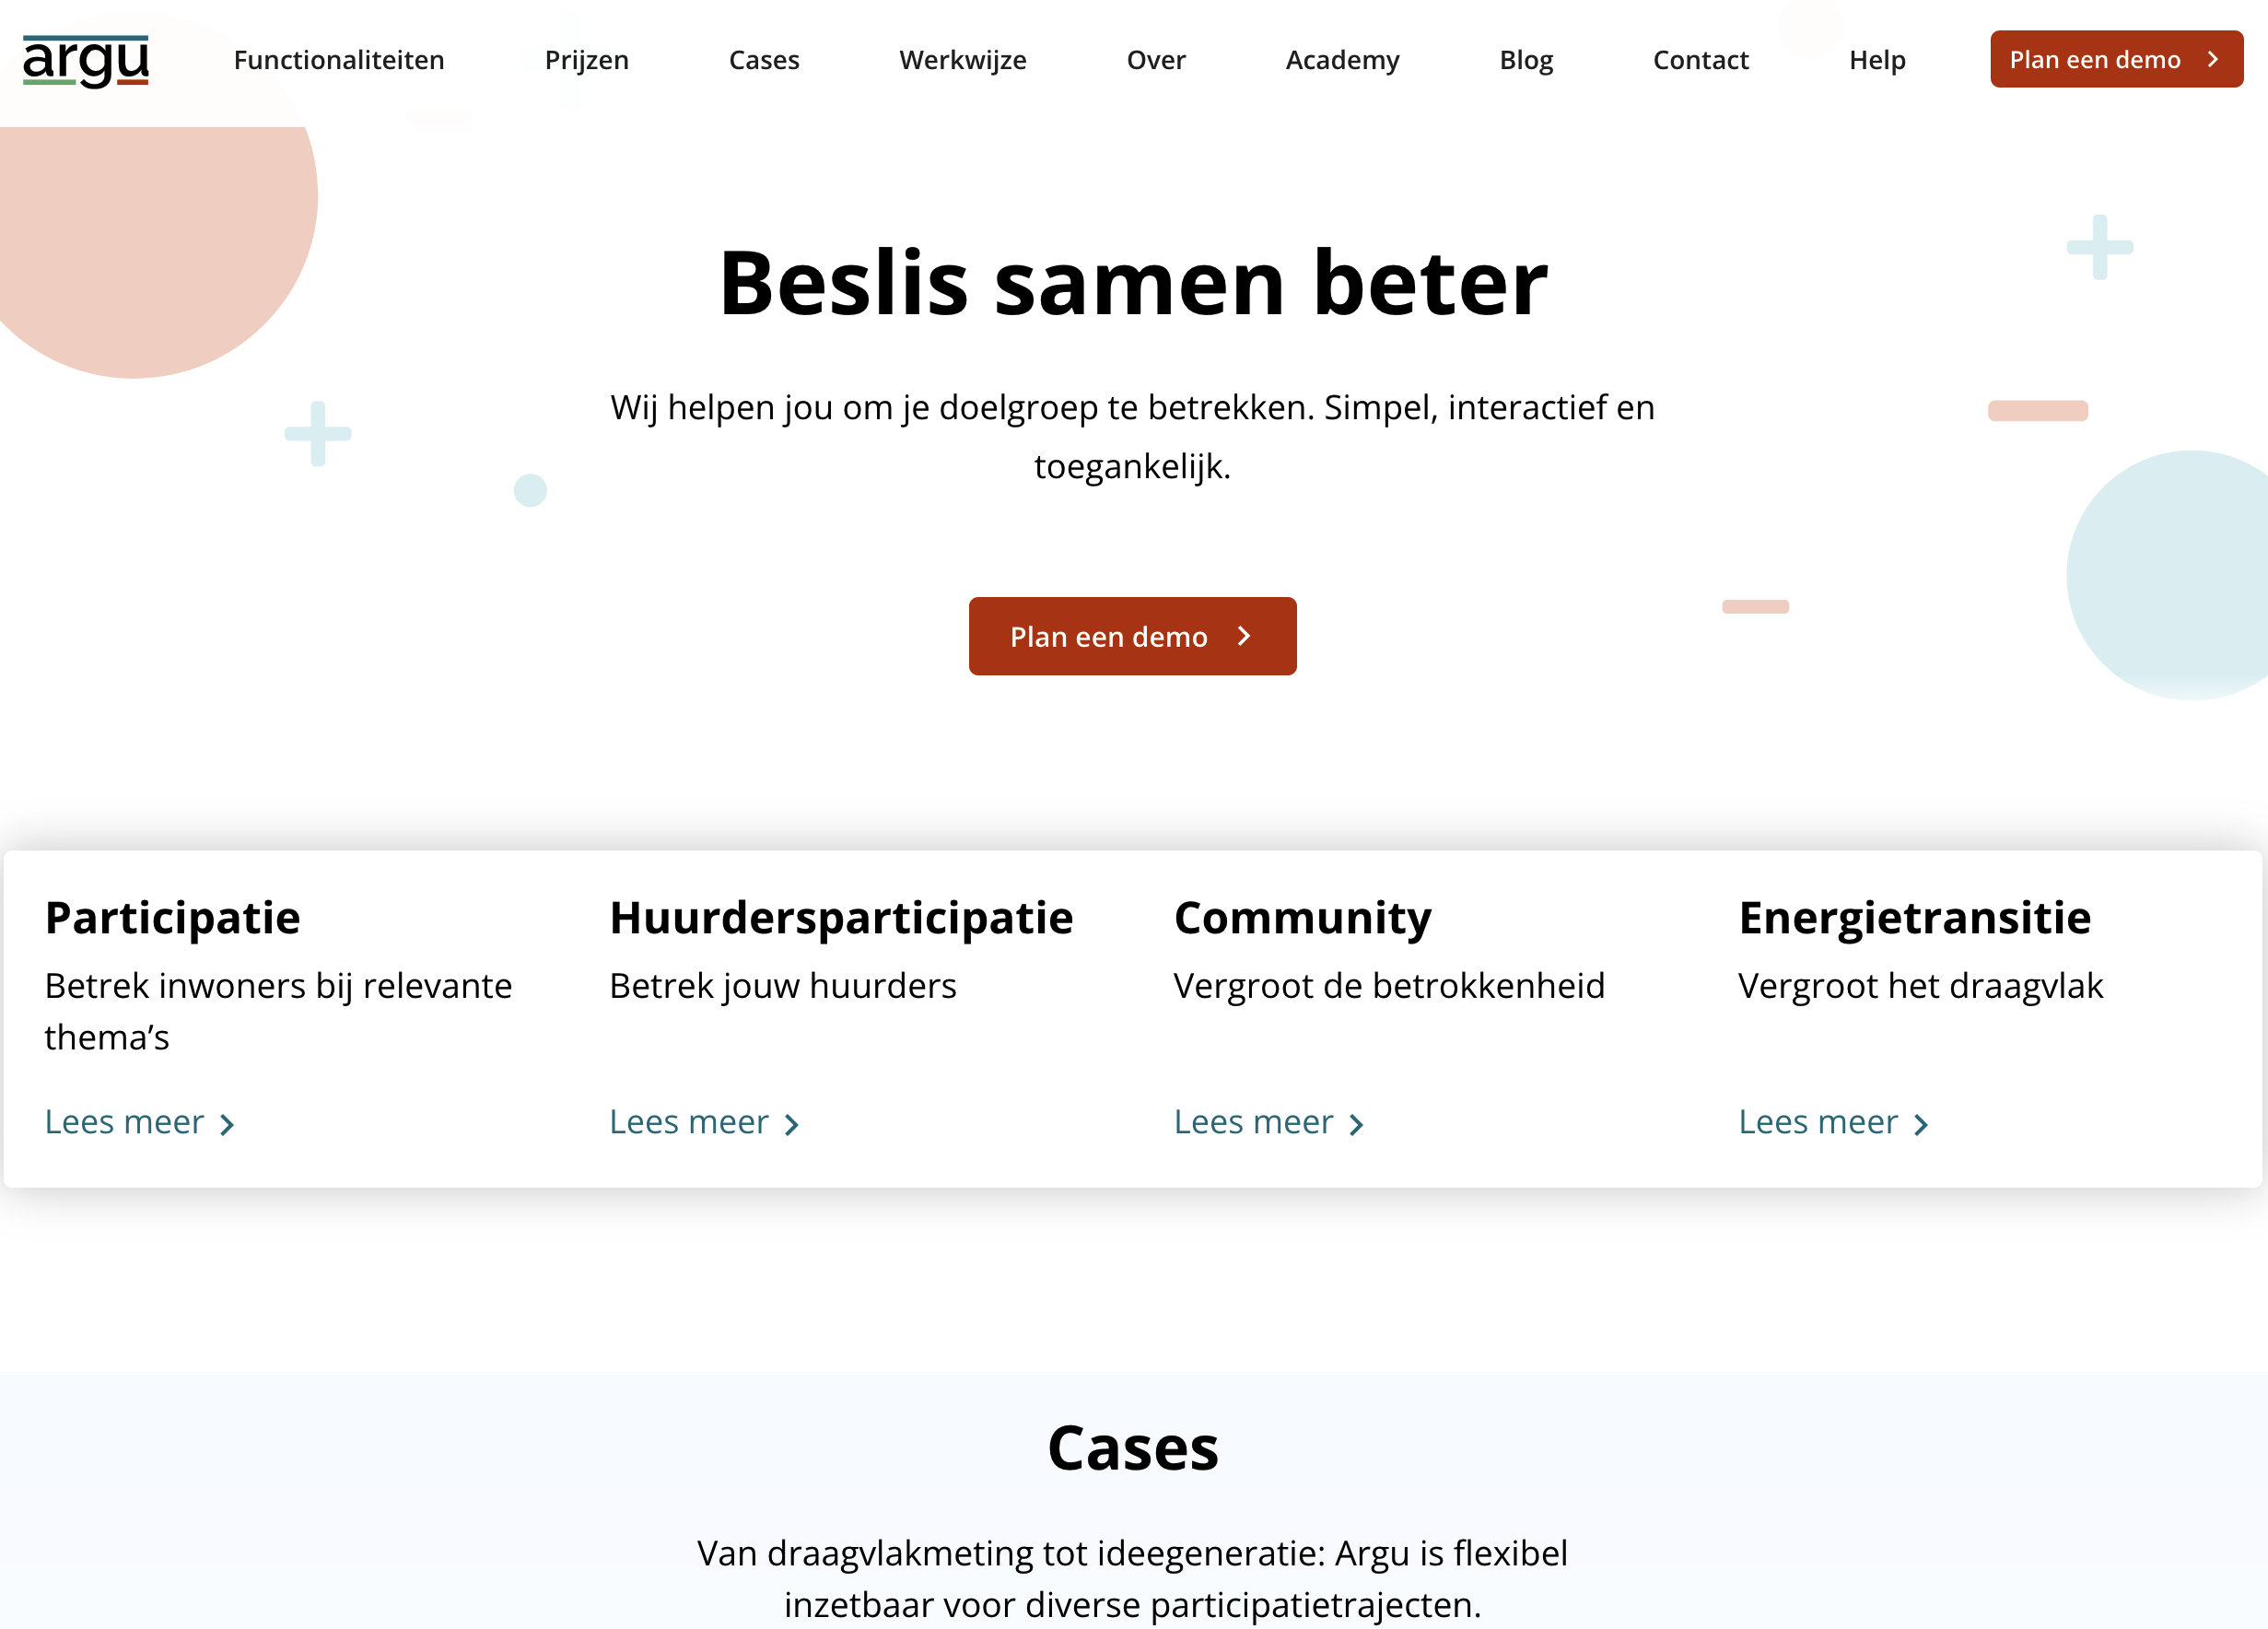 argu
Functionaliteiten
Prijzen
Cases
Werkwijze
Over
Academy
Blog
Contact
Help
Plan een demo
Beslis samen beter
Wij helpen jou om je doelgroep te betrekken. Simpel, interactief en
toegankelijk.
Plan een demo
Participatie
Betrek inwoners bij relevante
thema’s
Lees meer
Huurdersparticipatie
Betrek jouw huurders
Lees meer
Community
Vergroot de betrokkenheid
Lees meer
Energietransitie
Vergroot het draagvlak
Lees meer
Cases
Van draagvlakmeting tot ideegeneratie: Argu is flexibel
inzetbaar voor diverse participatietrajecten.